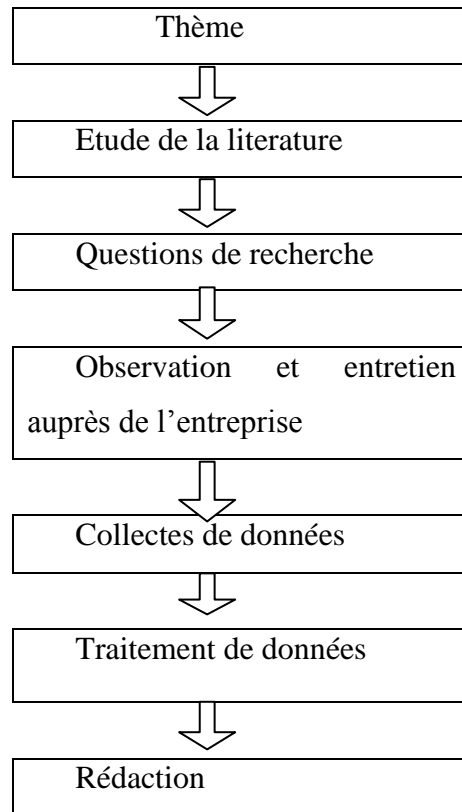 Thème
Etude de la literature
Questions de recherche
Observation et entretien
auprès de l’entreprise
Collectes de données
Traitement de données
Rédaction